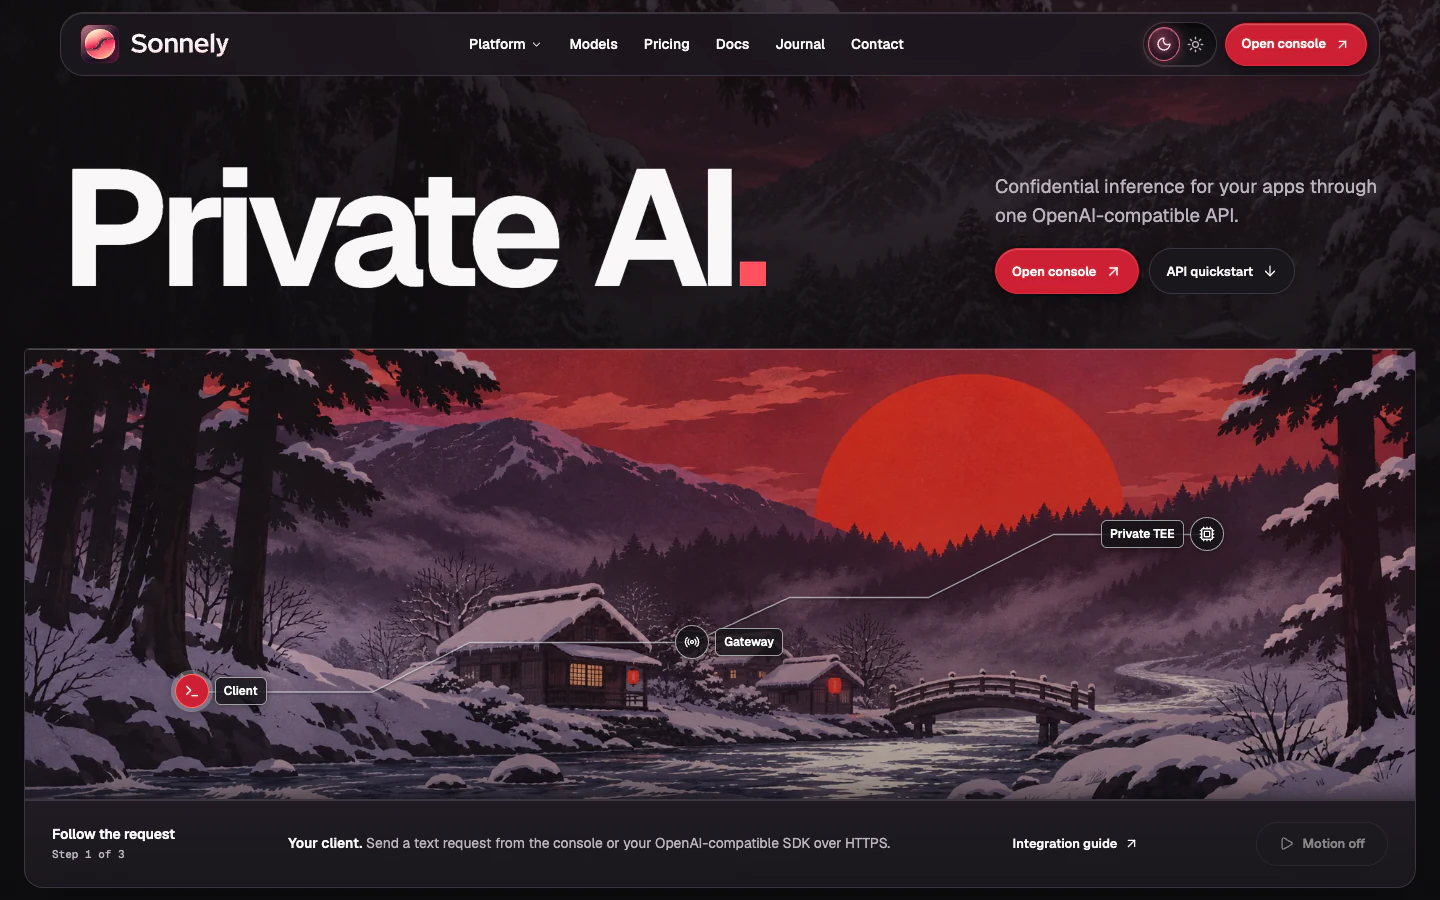 Sonnely
Platform
Models
Pricing
Docs
Journal
Contact
Open console
Private AI.
Confidential inference for your apps through
one OpenAI-compatible API.
Open console
API quickstart
Private TEE
Gateway
Client
Follow the request
Step 1 of 3
Your client. Send a text request from the console or your OpenAI-compatible SDK over HTTPS.
Integration guide
Motion off